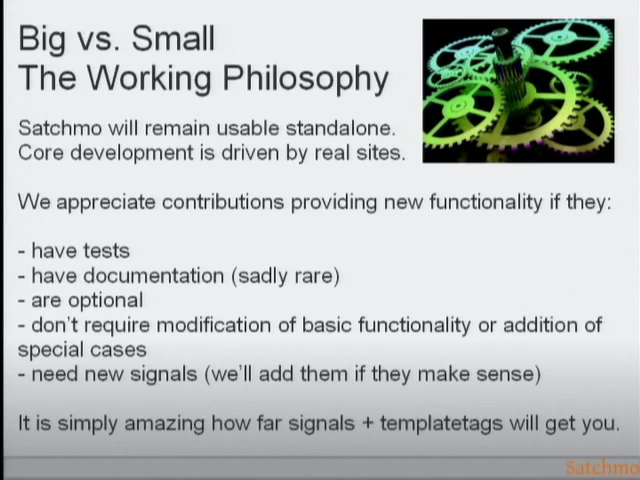 Big vs. Small
The Working Philosophy
Satchmo will remain usable standalone.
Core development is driven by real sites.
We appreciate contributions providing new functionality if they:
- have tests
- have documentation (sadly rare)
- are optional
- don't require modification of basic functionality or addition of
special cases
- need new signals (we'll add them if they make sense)
It is simply amazing how far signals + templatetags will get you.
Satchmo